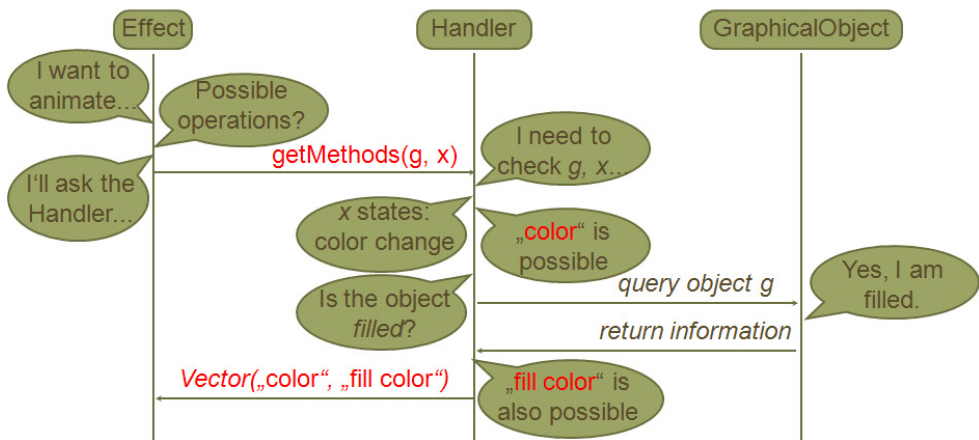 Effect
Handler
GraphicalObject
I want to
animate...
Possible
operations?
getMethods(g, x)
I need to
check g, x...
I‘ll ask the
Handler...
x states:
color change
„color“ is
possible
Is the object
filled?
query object g
Yes, I am
filled.
return information
Vector(„color“, „fill color“)
„fill color“ is
also possible